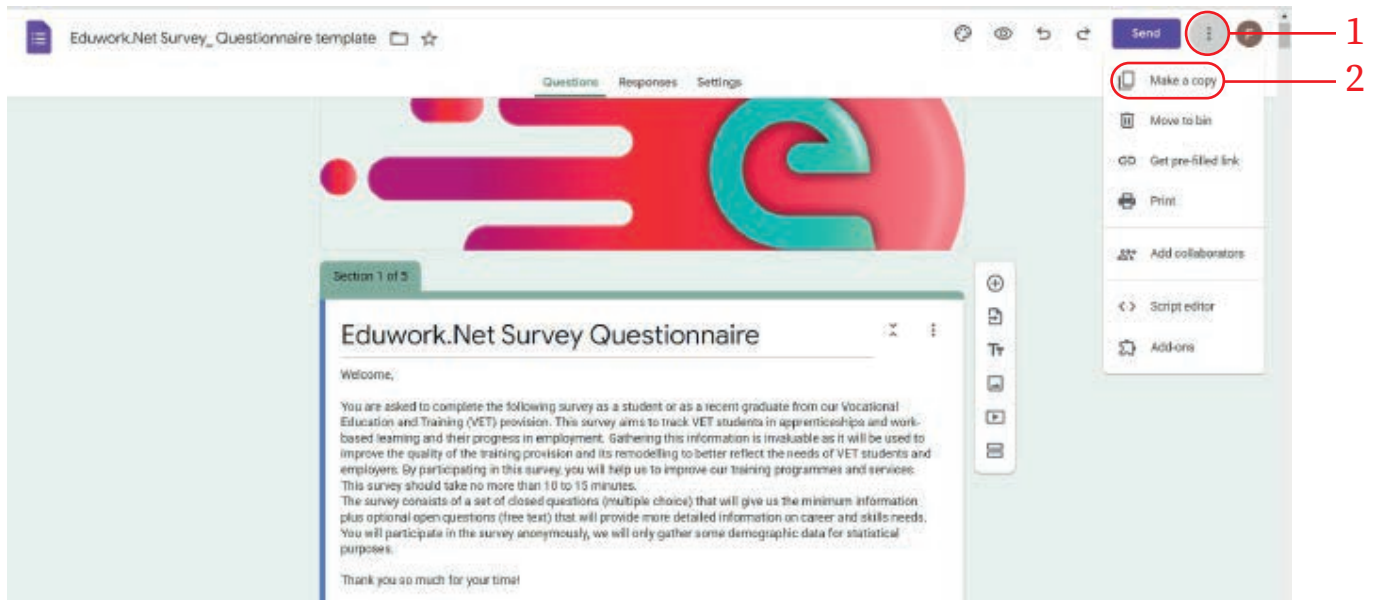 Eduwork.Net Survey_ Questionnaire template
Send
1
Make a copy
2
Questions Responses Settings
Move to bin
Get pre-filled link
Print
Add collaborators
Script editor
Add-ons
Section 1 of 5
Eduwork.Net Survey Questionnaire
Tт
Welcome,
You are asked to complete the following survey as a student or as a recent graduate from our Vocational
Education and Training (VET) provision. This survey aims to track VET students in apprenticeships and work-
based learning and their progress in employment. Gathering this information is invaluable as it will be used to
improve the quality of the training provision and its remodelling to better reflect the needs of VET students and
employers. By participating in this survey, you will help us to improve our training programmes and services.
This survey should take no more than 10 to 15 minutes.
The survey consists of a set of closed questions (multiple choice) that will give us the minimum information
plus optional open questions (free text) that will provide more detailed information on career and skills needs.
You will participate in the survey anonymously, we will only gather some demographic data for statistical
purposes.
Thank you so much for your time!